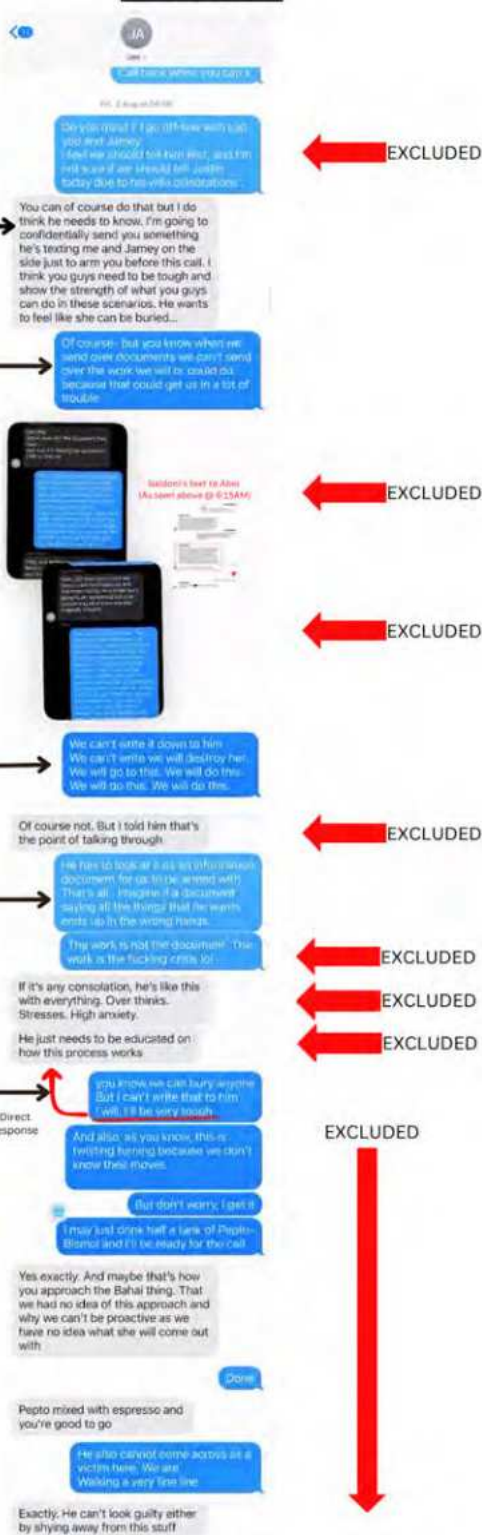 JA
Call back when you can x
Do you mind if I go offline with
you and Jamey
I feel we should tell him first, and I'm
not sure if we should tell Justin
today due to his
EXCLUDED
You can of course do that but I do
think he needs to know. I'm going to
confidentially send you something
he's texting me and Jamey on the
side just to arm you before this call. I
think you guys need to be tough and
show the strength of what you guys
can do in these scenarios. He wants
to feel like she can be buried...
Of course- but you know when we
send over documents we can't send
over the work we will or could do
because that could get us in a lot of
trouble
baldoni's text to Abel
(As seen above @ 6:15AM)
EXCLUDED
EXCLUDED
We can't write it down to him
We can't write we will destroy her.
We will go to this. We will do this.
We will do this. We will do this.
Of course not. But I told him that's
the point of talking through
EXCLUDED
He has to look at it as an information
document for us to be armed with
That's all. Imagine if a document
saying all the things that he wants
ends up in the wrong hands.
The work is not the document. The
work is the fucking crisis lol
EXCLUDED
If it's any consolation, he's like this
with everything. Over thinks.
Stresses. High anxiety.
EXCLUDED
He just needs to be educated on
how this process works
EXCLUDED
you know we can bury anyone
But I can't write that to him
I will. I'll be very tough
Direct
EXCLUDED
And also, as you know, this is
twisting turning because we don't
know their moves
But don't worry, I get it
I may just drink half a tank of Pepto-
Bismol and I'll be ready for the call
Yes exactly. And maybe that's how
you approach the Bahai thing. That
we had no idea of this approach and
why we can't be proactive as we
have no idea what she will come out
with
Done
Pepto mixed with espresso and
you're good to go
He also cannot come across as a
victim here. We are
Walking a very fine line
Exactly. He can't look guilty either
by shying away from this stuff